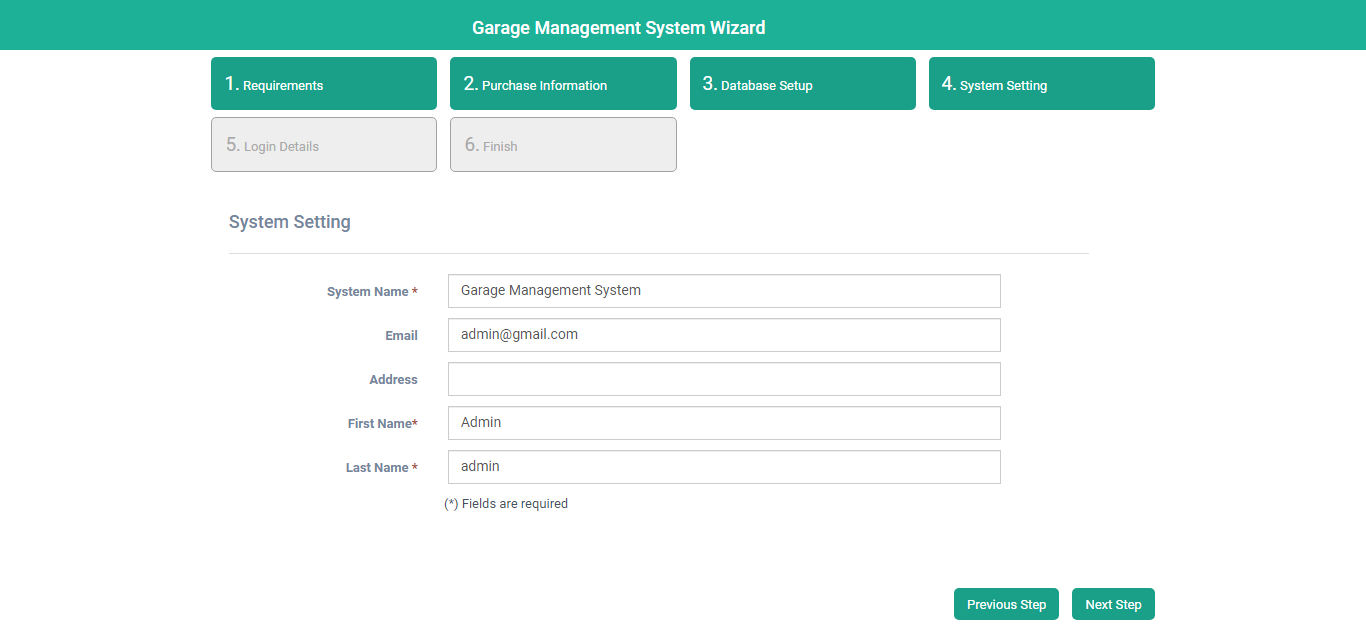 Garage Management System Wizard
1. Requirements
2. Purchase Information
3. Database Setup
4. System Setting
5. Login Details
6. Finish
System Setting
System Name * Garage Management System
Email admin@gmail.com
Address
First Name* Admin
Last Name * admin
(*) Fields are required
Previous Step
Next Step